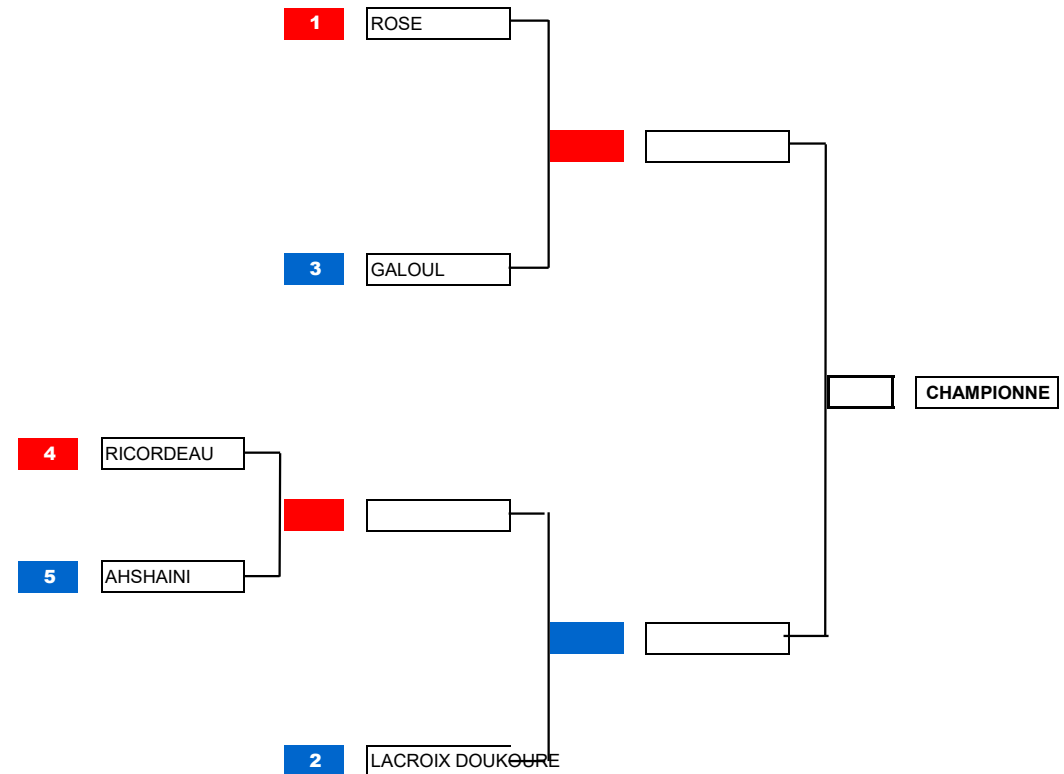 1 ROSE
3 GALOUL
CHAMPIONNE
4 RICORDEAU
5 AHSHAINI
2 LACROIX DOUKOURE